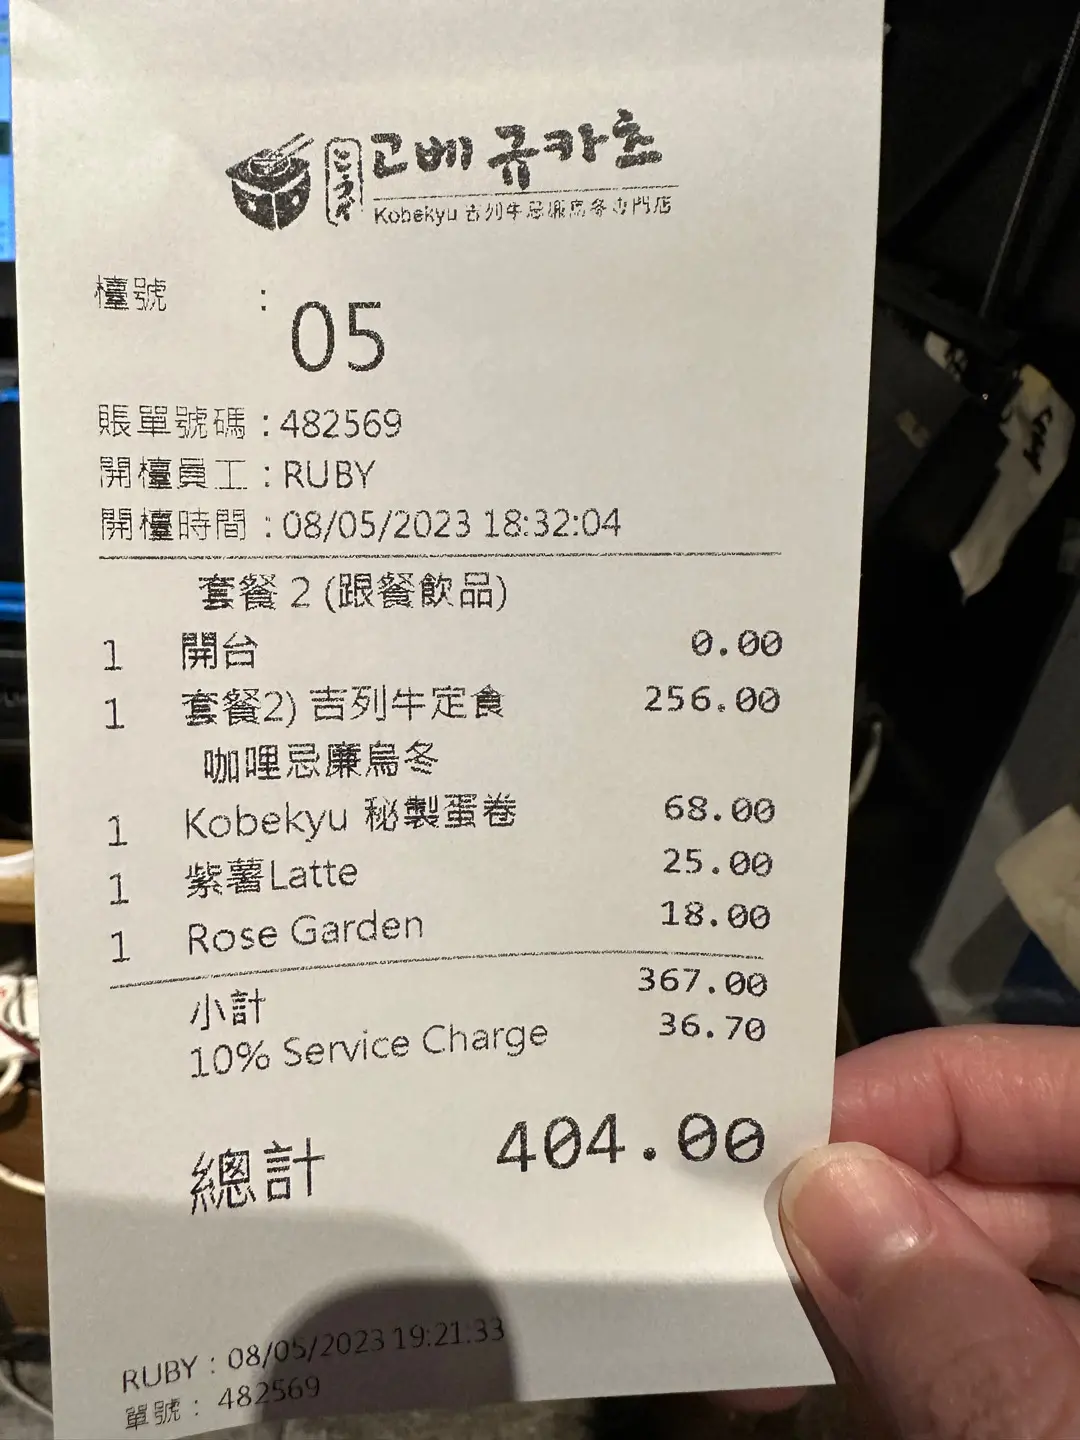 고베 규카츠
Kobekyu 吉列牛忌廉烏冬專門店
檯號 : 05
賬單號碼 : 482569
開檯員工 : RUBY
開檯時間 : 08/05/2023 18:32:04
套餐 2 (跟餐飲品)
1 開台 0.00
1 套餐2) 吉列牛定食 256.00
咖哩忌廉烏冬
1 Kobekyu 秘製蛋卷 68.00
1 紫薯Latte 25.00
1 Rose Garden 18.00
小計 367.00
10% Service Charge 36.70
總計 404.00
RUBY : 08/05/2023 19:21:33
單號 : 482569